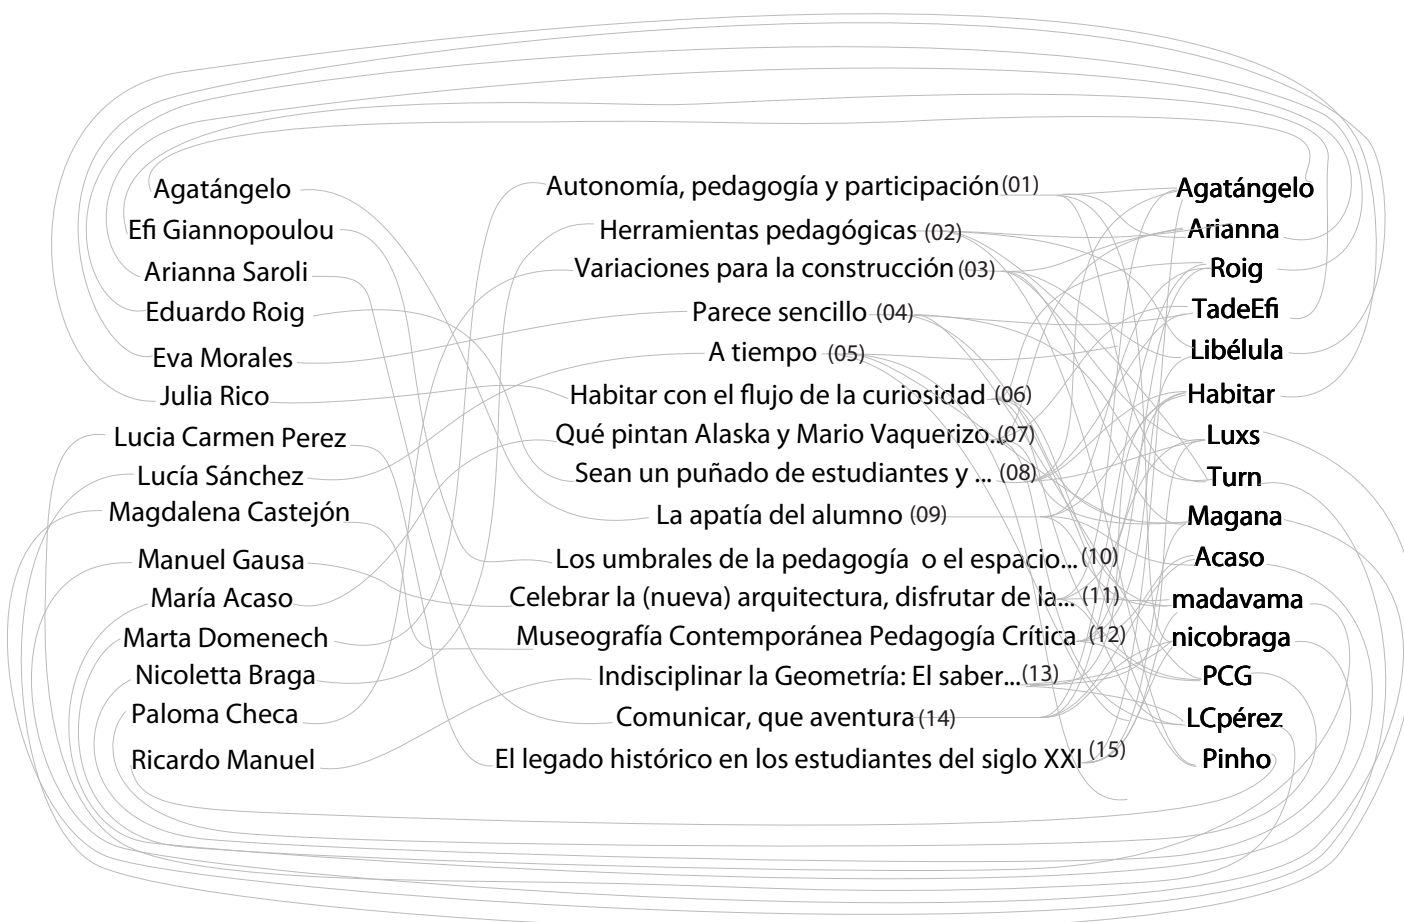 Agatángelo
Efi Giannopoulou
Arianna Saroli
Eduardo Roig
Eva Morales
Julia Rico
Lucia Carmen Perez
Lucía Sánchez
Magdalena Castejón
Manuel Gausa
María Acaso
Marta Domenech
Nicoletta Braga
Paloma Checa
Ricardo Manuel
Autonomía, pedagogía y participación (01)
Herramientas pedagógicas (02)
Variaciones para la construcción (03)
Parece sencillo (04)
A tiempo (05)
Habitar con el flujo de la curiosidad (06)
Qué pintan Alaska y Mario Vaquerizo..(07)
Sean un puñado de estudiantes y ... (08)
La apatía del alumno (09)
Los umbrales de la pedagogía o el espacio... (10)
Celebrar la (nueva) arquitectura, disfrutar de la... (11)
Museografía Contemporánea Pedagogía Crítica (12)
Indisciplinar la Geometría: El saber...(13)
Comunicar, que aventura (14)
El legado histórico en los estudiantes del siglo XXI (15)
Agatángelo
Arianna
Roig
TadeEfi
Libélula
Habitar
Luxs
Turn
Magana
Acaso
madavama
nicobraga
PCG
LCpérez
Pinho